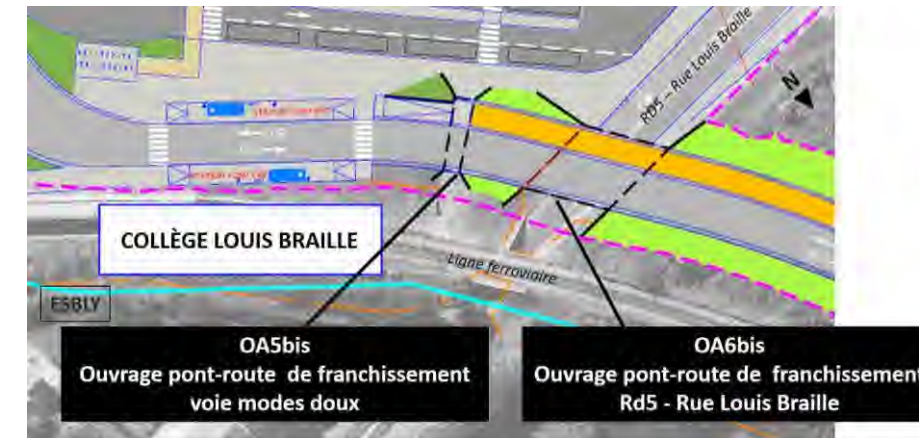 RD5 – Rue Louis Braille
N
COLLÈGE LOUIS BRAILLE
Ligne ferroviaire
ESBLY
OA5bis
Ouvrage pont-route de franchissement
voie modes doux
OA6bis
Ouvrage pont-route de franchissement
Rd5 - Rue Louis Braille